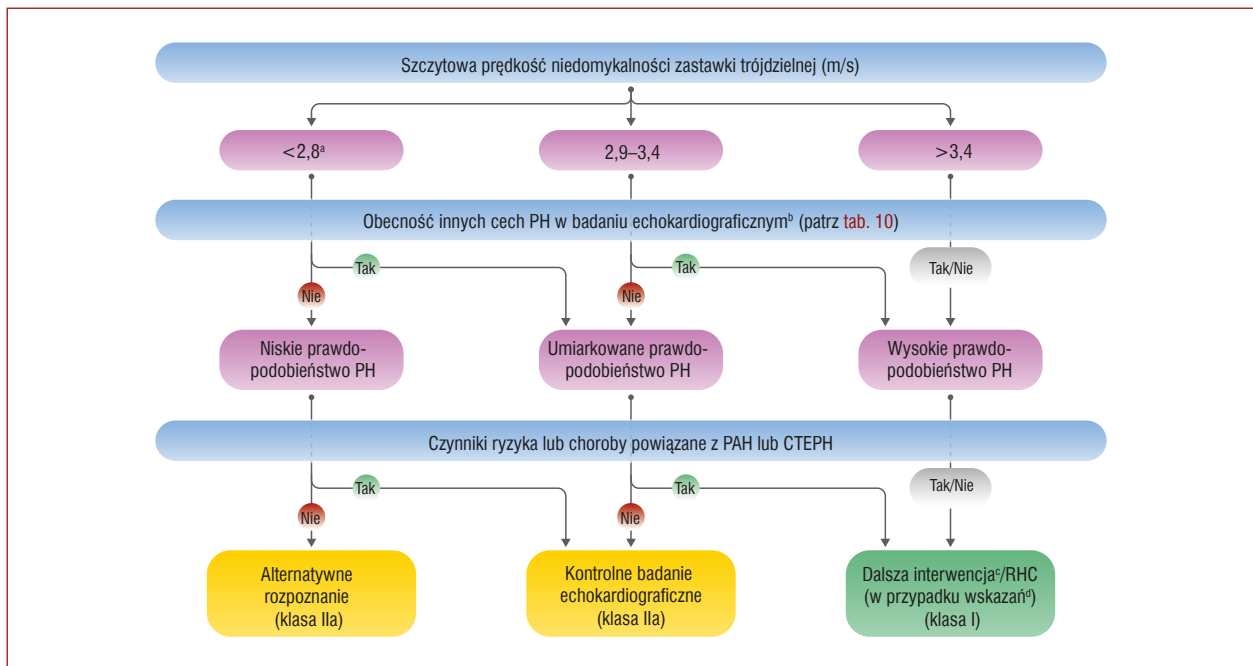 Szczytowa prędkość niedomykalności zastawki trójdzielnej (m/s)
<2,8ᵃ
2,9–3,4
>3,4
Obecność innych cech PH w badaniu echokardiograficznymᵇ (patrz tab. 10)
Tak
Tak
Tak/Nie
Nie
Nie
Niskie prawdo-
podobieństwo PH
Umiarkowane prawdo-
podobieństwo PH
Wysokie prawdo-
podobieństwo PH
Czynniki ryzyka lub choroby powiązane z PAH lub CTEPH
Tak
Tak
Tak/Nie
Nie
Nie
Alternatywne
rozpoznanie
(klasa IIa)
Kontrolne badanie
echokardiograficzne
(klasa IIa)
Dalsza interwencjaᶜ/RHC
(w przypadku wskazańᵈ)
(klasa I)